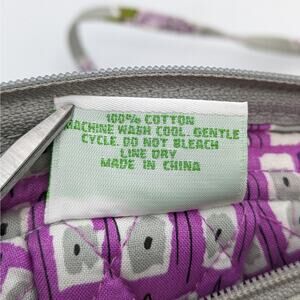 100% COTTON
MACHINE WASH COOL. GENTLE
CYCLE. DO NOT BLEACH
LINE DRY
MADE IN CHINA